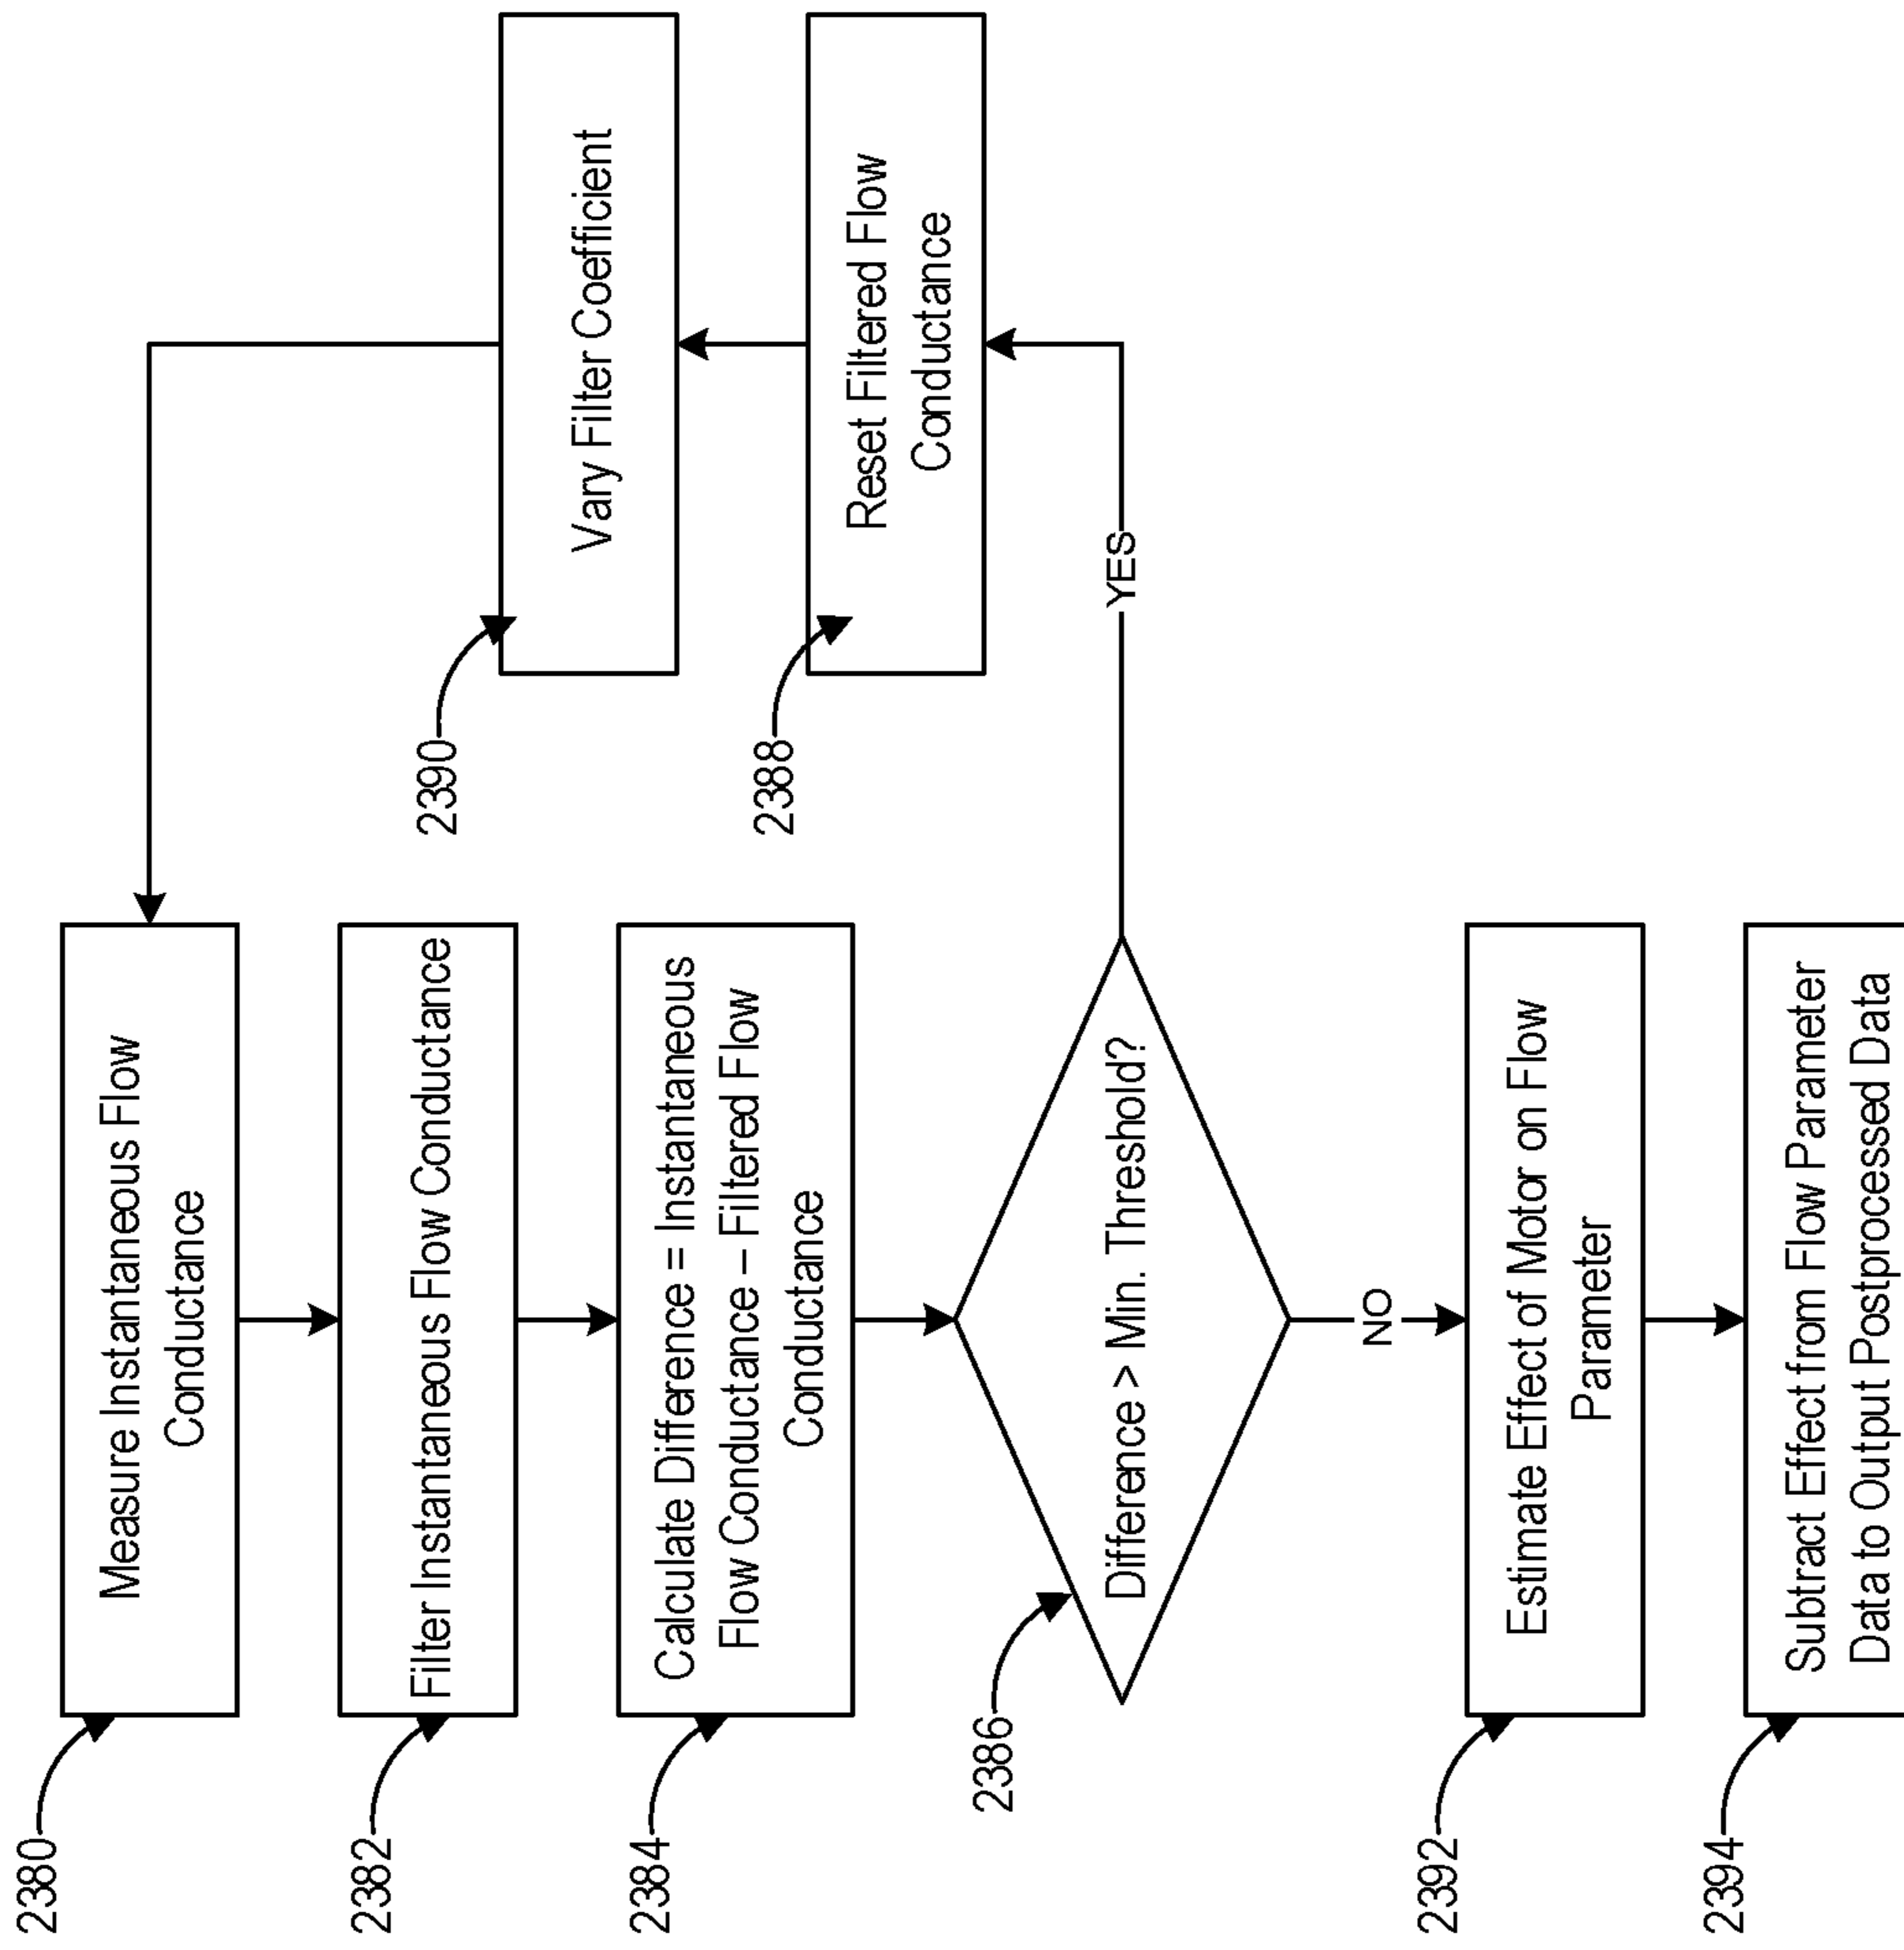 2380
Measure Instantaneous Flow
Conductance
2382
Filter Instantaneous Flow Conductance
2384
Calculate Difference = Instantaneous
Flow Conductance – Filtered Flow
Conductance
2386
Difference > Min. Threshold?
YES
2388
Reset Filtered Flow
Conductance
2390
Vary Filter Coefficient
NO
2392
Estimate Effect of Motor on Flow
Parameter
2394
Subtract Effect from Flow Parameter
Data to Output Postprocessed Data